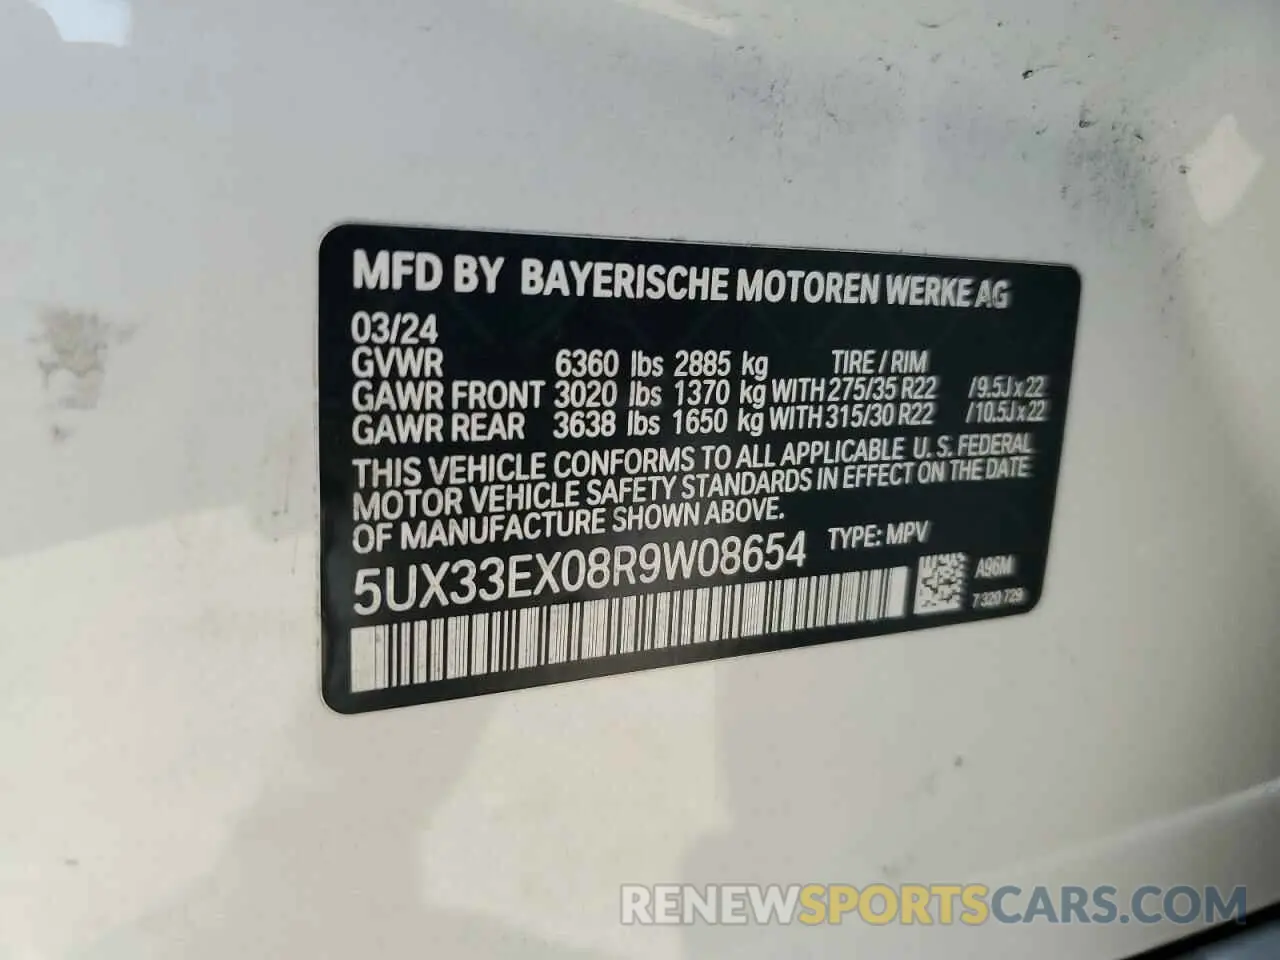 MFD BY BAYERISCHE MOTOREN WERKE AG
03/24
GVWR 6360 lbs 2885 kg TIRE / RIM
GAWR FRONT 3020 lbs 1370 kg WITH 275/35 R22 /9.5J x 22
GAWR REAR 3638 lbs 1650 kg WITH 315/30 R22 /10.5J x 22
THIS VEHICLE CONFORMS TO ALL APPLICABLE U. S. FEDERAL
MOTOR VEHICLE SAFETY STANDARDS IN EFFECT ON THE DATE
OF MANUFACTURE SHOWN ABOVE.
5UX33EX08R9W08654 TYPE: MPV
A96M
7 320 729
RENEWSPORTSCARS.COM